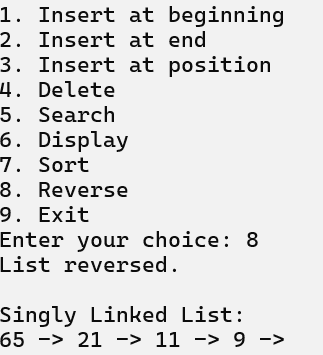 1. Insert at beginning
2. Insert at end
3. Insert at position
4. Delete
5. Search
6. Display
7. Sort
8. Reverse
9. Exit
Enter your choice: 8
List reversed.
Singly Linked List:
65 -> 21 -> 11 -> 9 ->